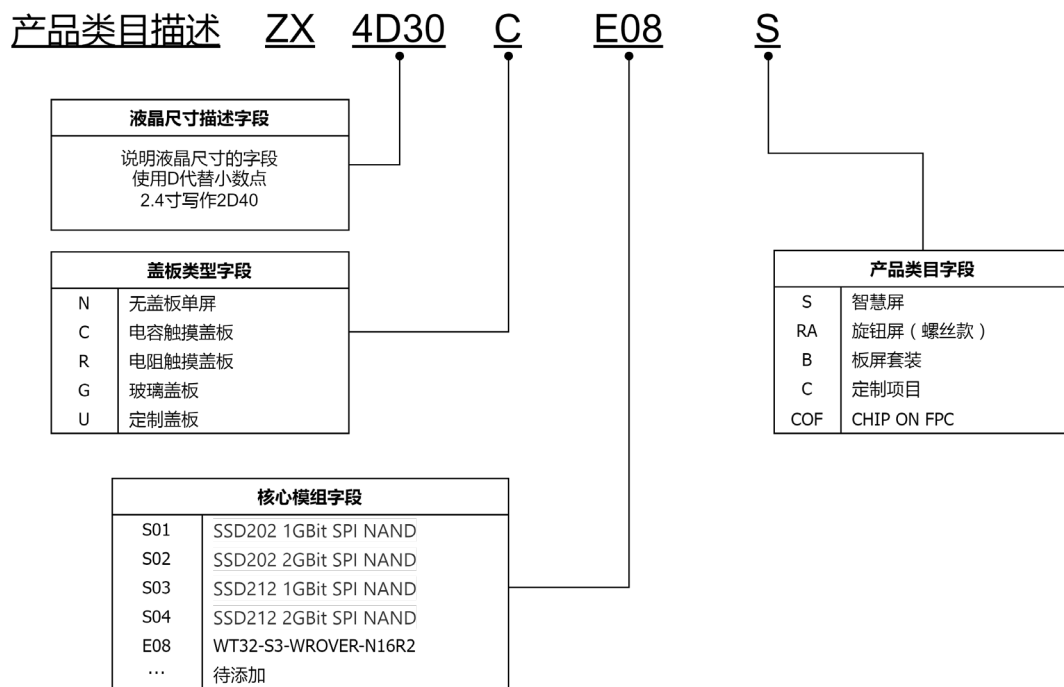 产品类目描述 ZX 4D30 C E08 S
液晶尺寸描述字段
说明液晶尺寸的字段
使用D代替小数点
2.4寸写作2D40
盖板类型字段
N 无盖板单屏
C 电容触摸盖板
R 电阻触摸盖板
G 玻璃盖板
U 定制盖板
产品类目字段
S 智慧屏
RA 旋钮屏（螺丝款）
B 板屏套装
C 定制项目
COF CHIP ON FPC
核心模组字段
S01 SSD202 1GBit SPI NAND
S02 SSD202 2GBit SPI NAND
S03 SSD212 1GBit SPI NAND
S04 SSD212 2GBit SPI NAND
E08 WT32-S3-WROVER-N16R2
… 待添加